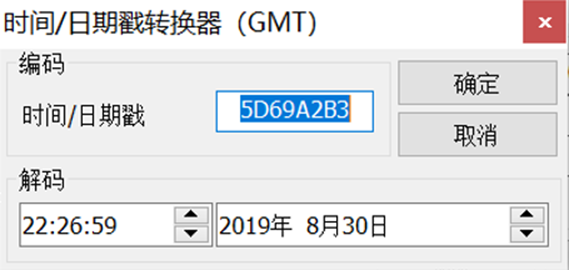 时间/日期戳转换器（GMT）
编码
时间/日期戳 5D69A2B3
确定
取消
解码
22:26:59 2019年 8月30日